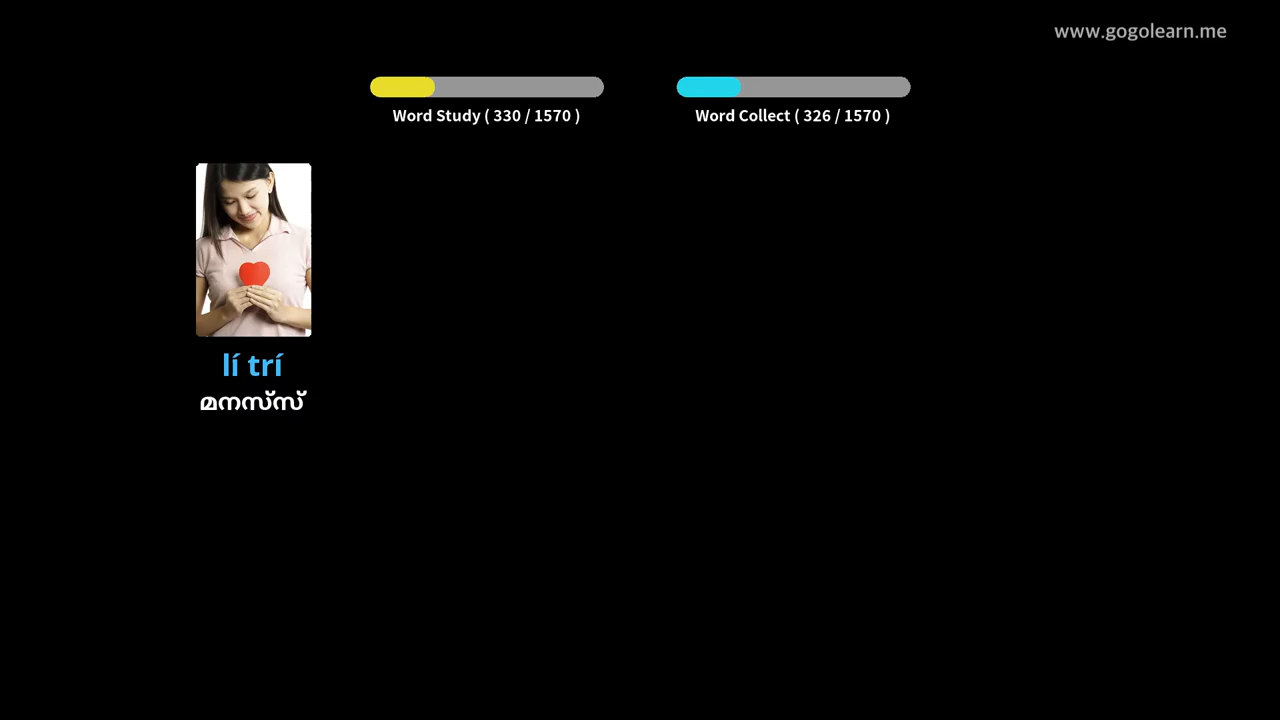 www.gogolearn.me
Word Study ( 330 / 1570 )
Word Collect ( 326 / 1570 )
lí trí
മനസ്സ്